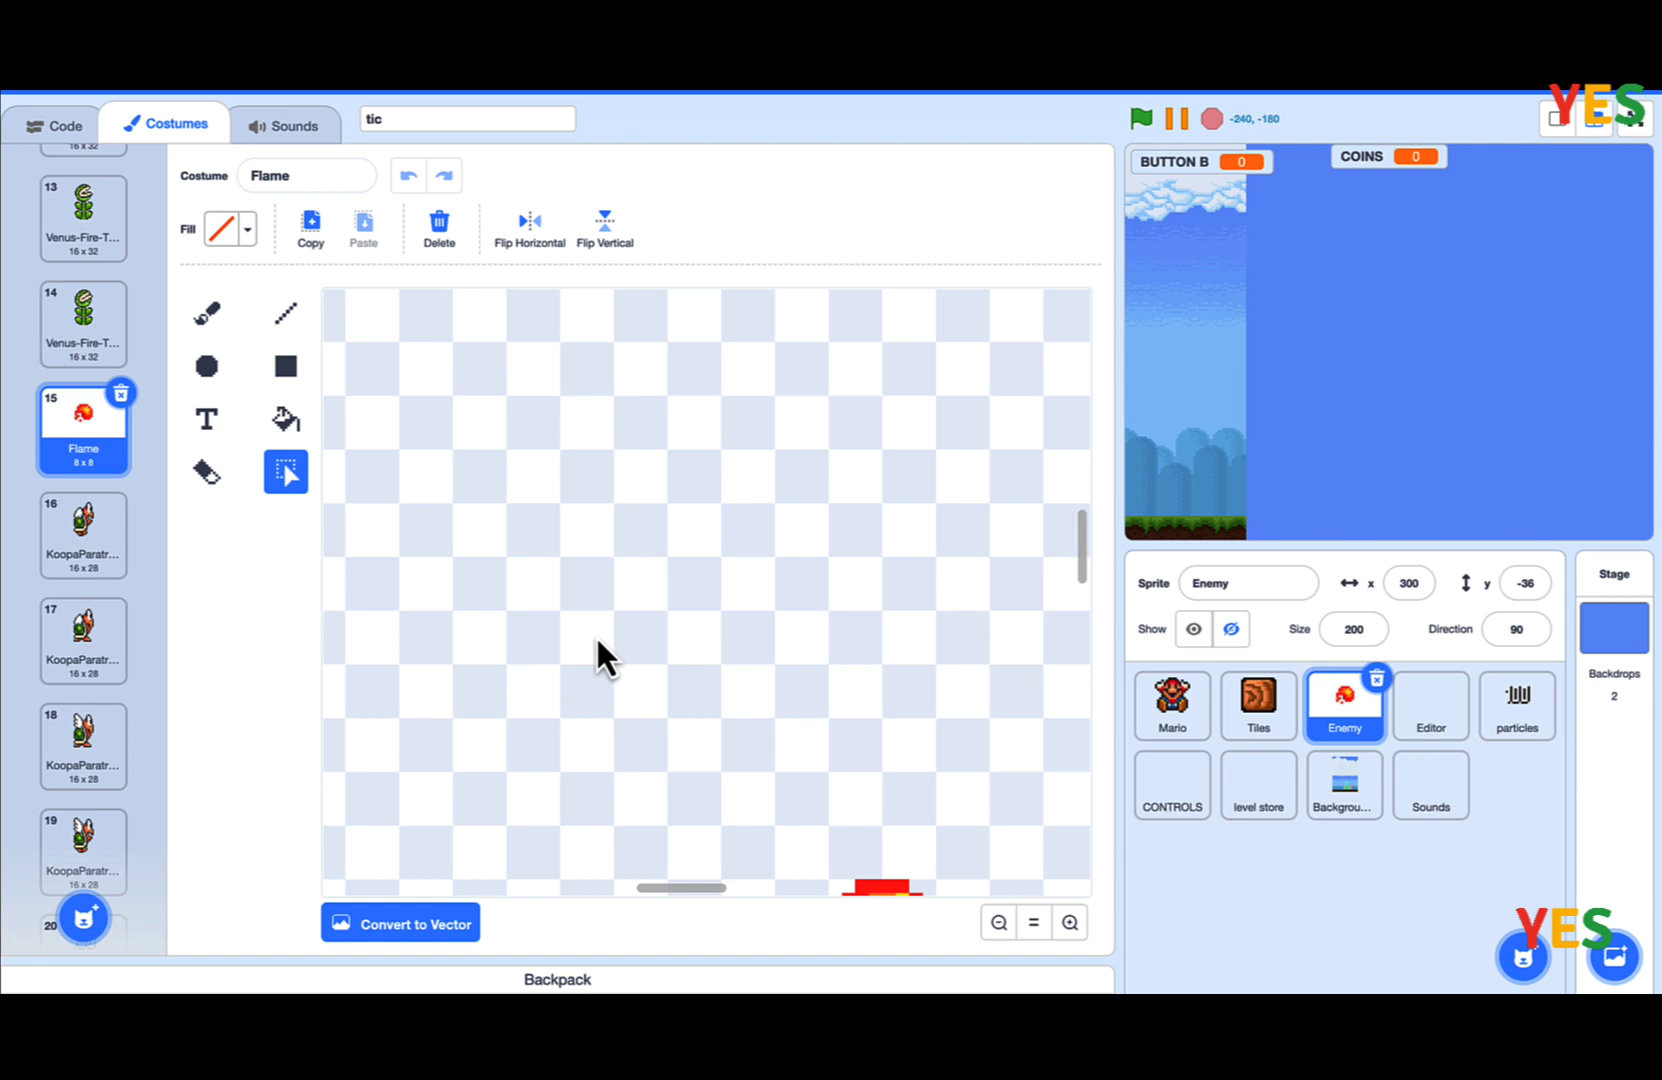 YES
Code
Costumes
Sounds
tic
-240, -180
16 x 32
13
Venus-Fire-T...
16 x 32
14
Venus-Fire-T...
16 x 32
15
Flame
8 x 8
16
KoopaParatr...
16 x 28
17
KoopaParatr...
16 x 28
18
KoopaParatr...
16 x 28
19
KoopaParatr...
16 x 28
20
Costume
Flame
Fill
Copy
Paste
Delete
Flip Horizontal
Flip Vertical
T
Convert to Vector
=
Backpack
BUTTON B 0
COINS 0
Sprite
Enemy
x
300
y
-36
Show
Size
200
Direction
90
Mario
Tiles
Enemy
Editor
particles
CONTROLS
level store
Backgrou...
Sounds
Stage
Backdrops
2
YES